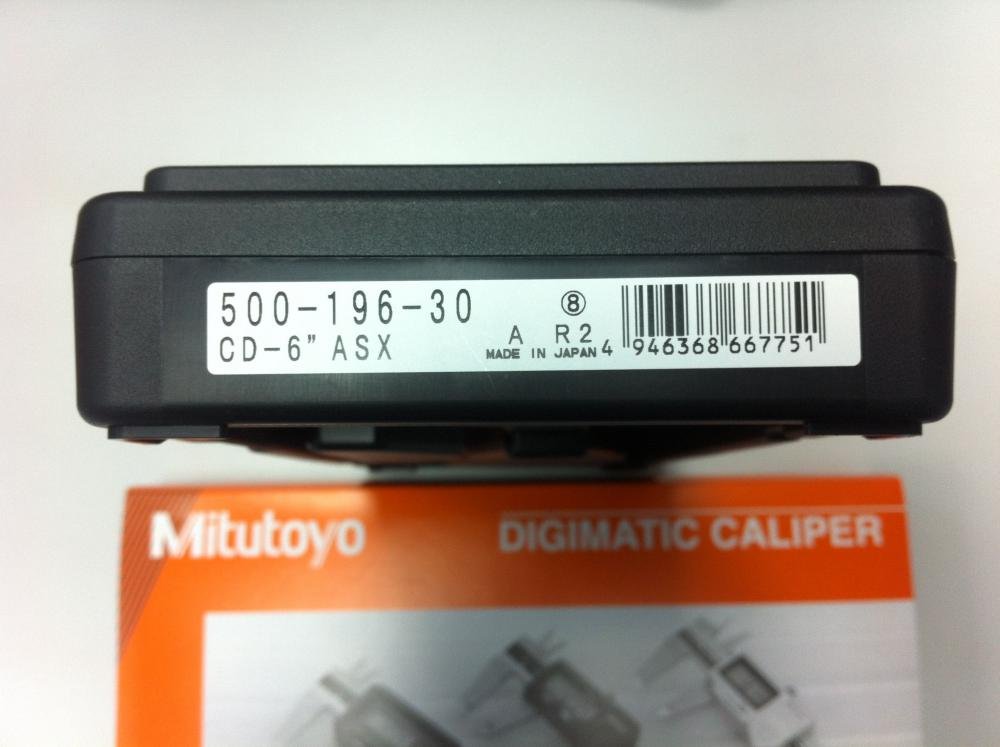 500-196-30 ⑧
CD-6" ASX A R2
MADE IN JAPAN 4 946368 667751
Mitutoyo DIGIMATIC CALIPER